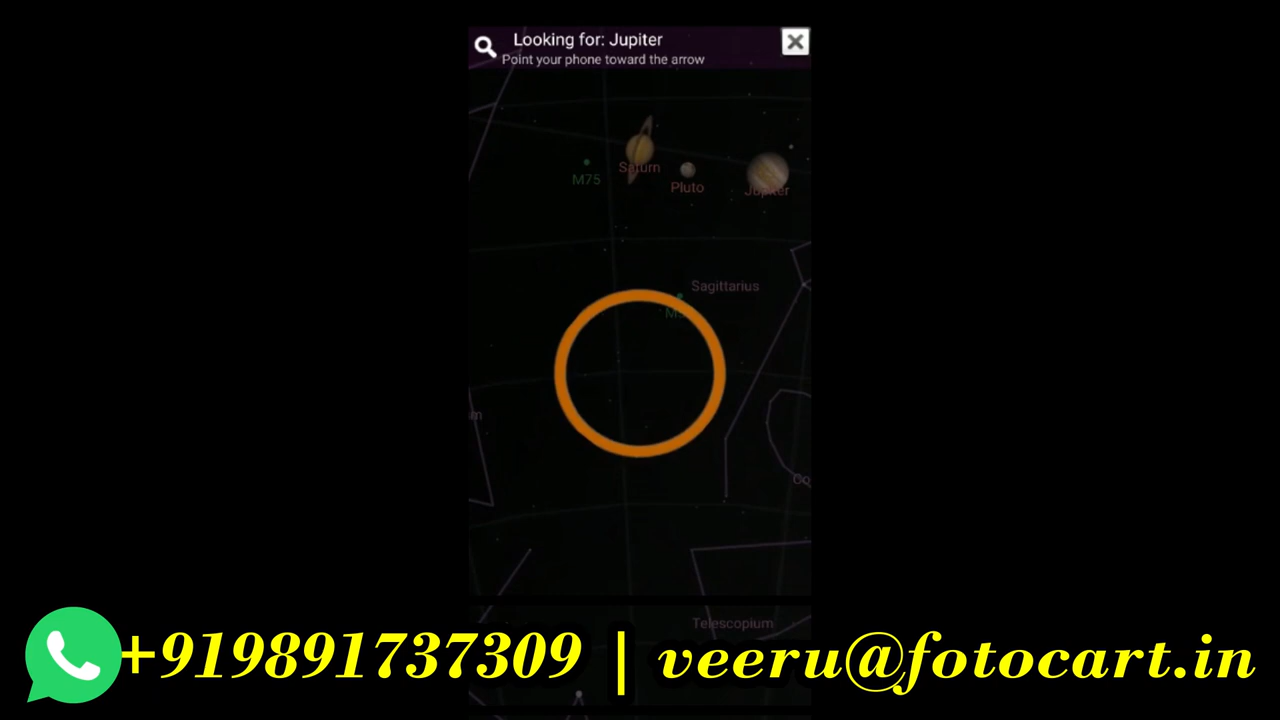 Looking for: Jupiter
Point your phone toward the arrow
Saturn
M75
Pluto
Jupiter
Sagittarius
Telescopium
+919891737309 | veeru@fotocart.in